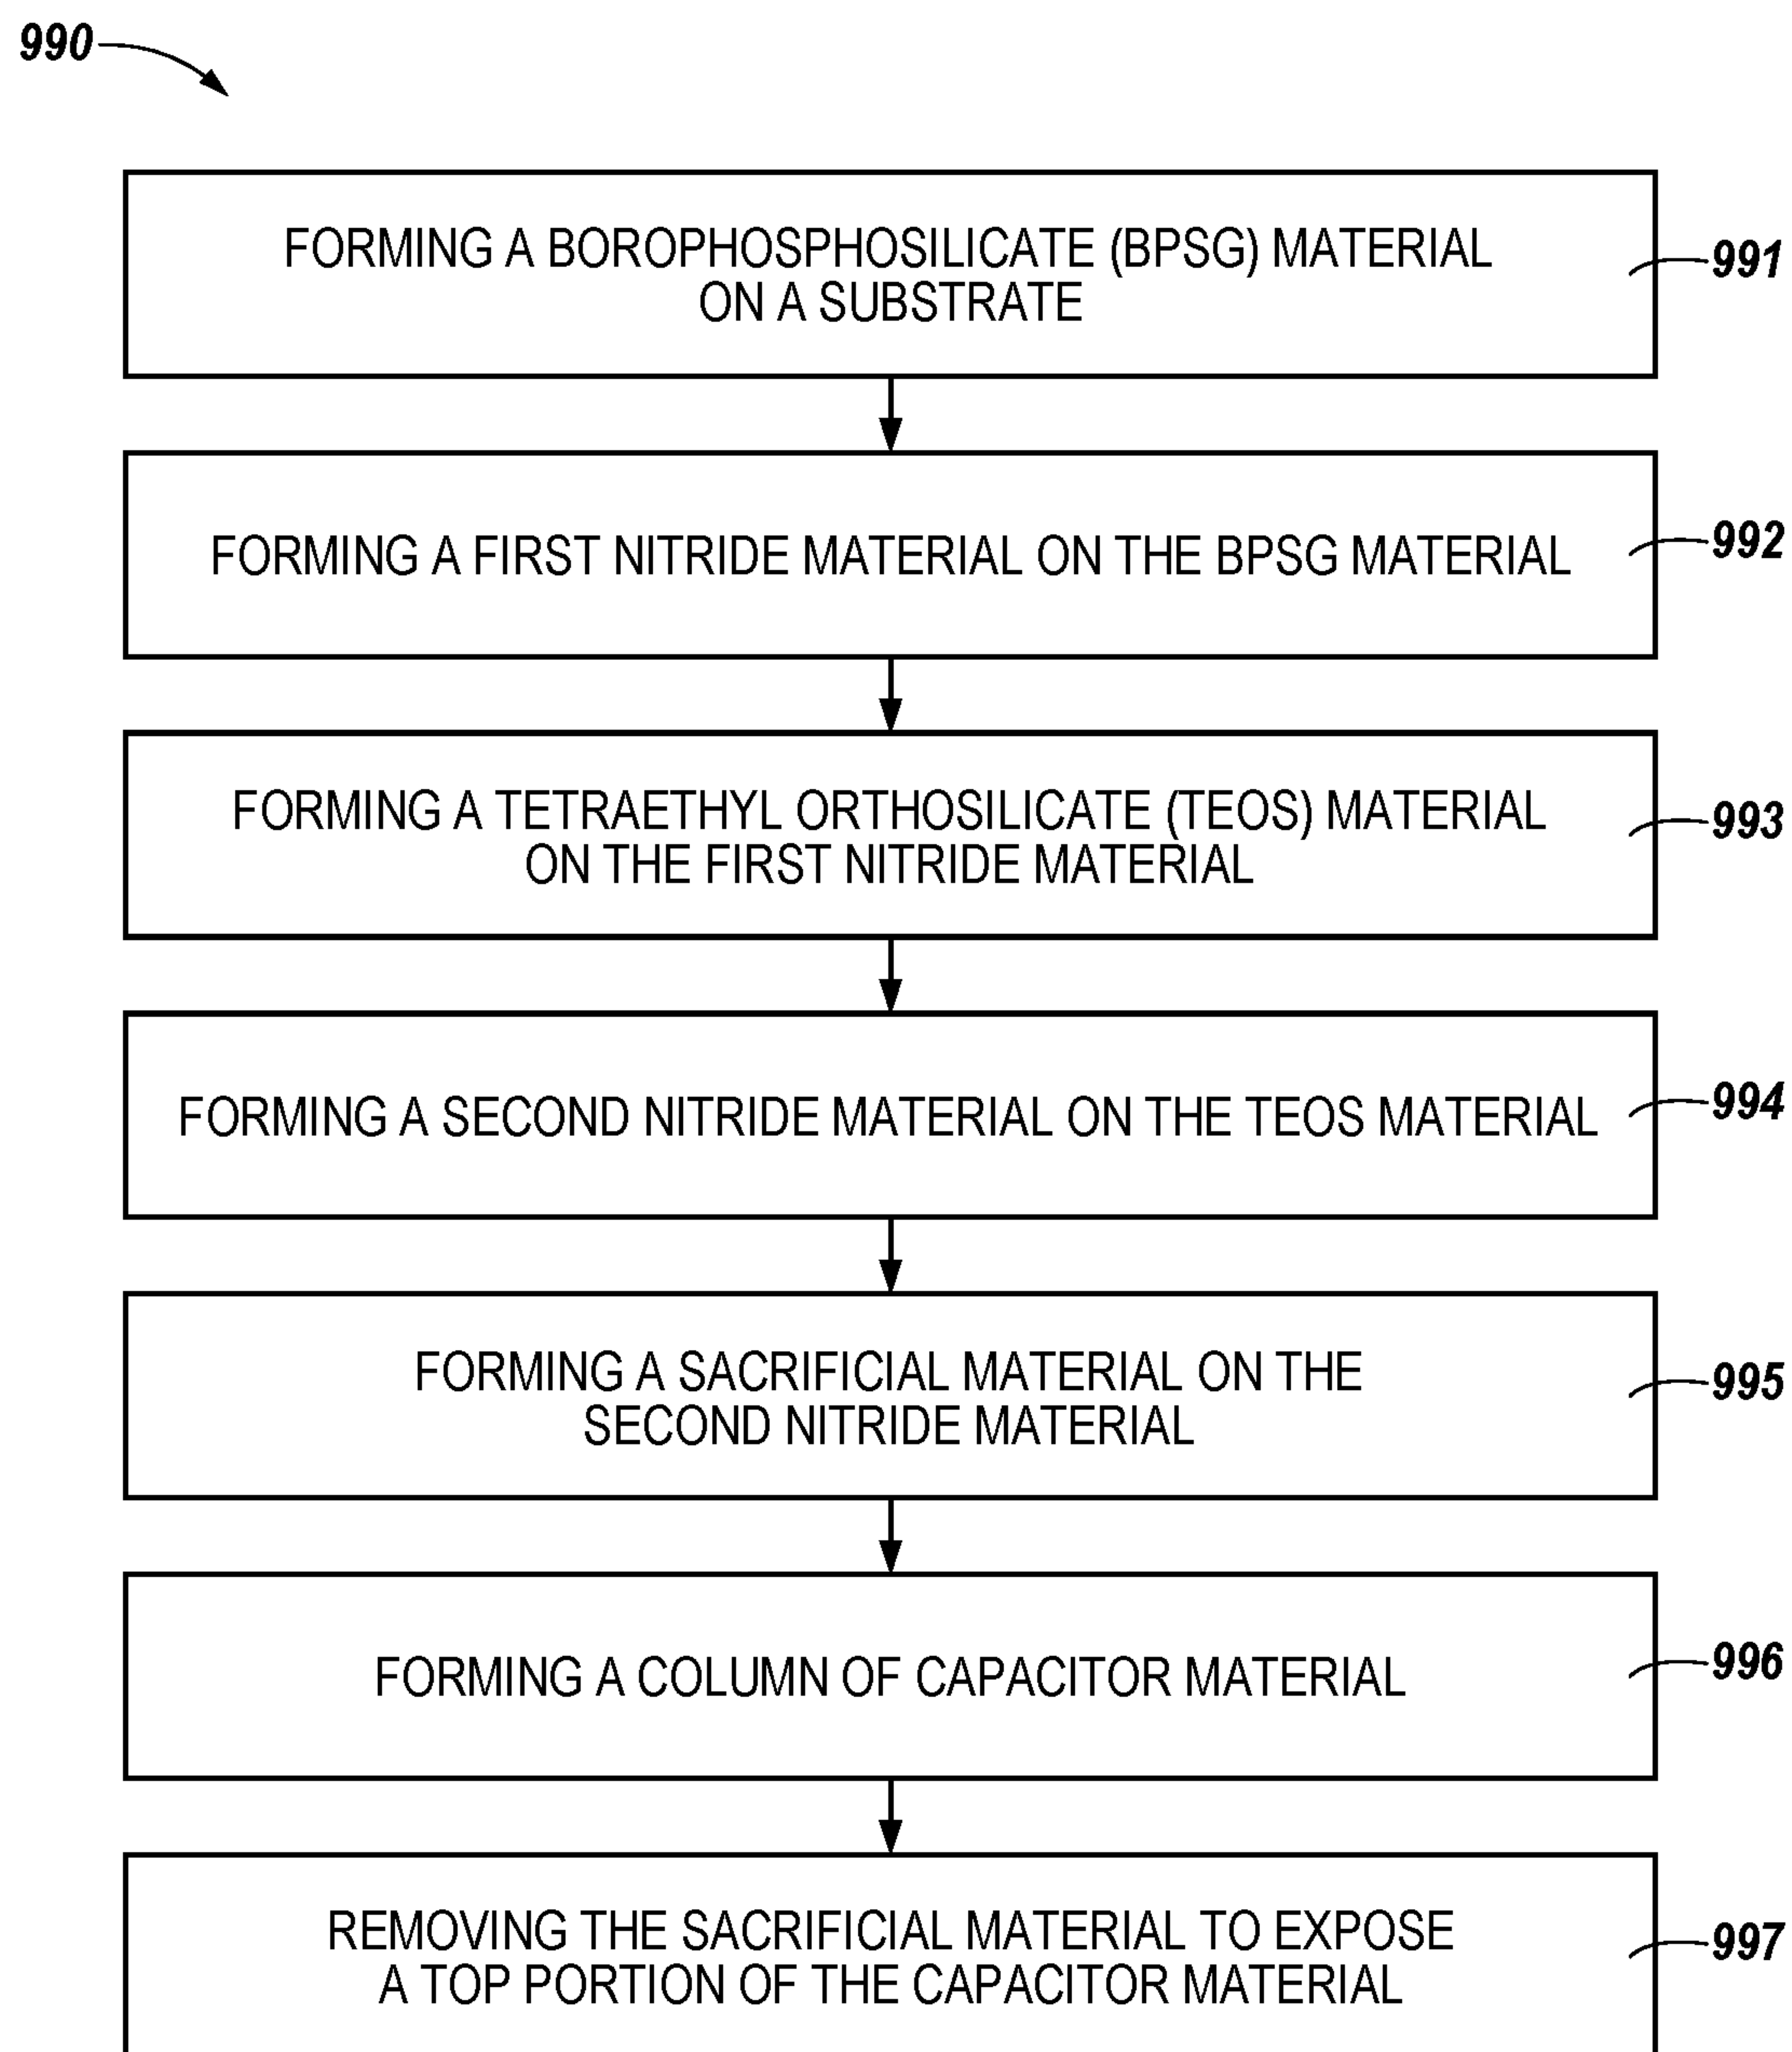 990
FORMING A BOROPHOSPHOSILICATE (BPSG) MATERIAL
ON A SUBSTRATE
991
FORMING A FIRST NITRIDE MATERIAL ON THE BPSG MATERIAL
992
FORMING A TETRAETHYL ORTHOSILICATE (TEOS) MATERIAL
ON THE FIRST NITRIDE MATERIAL
993
FORMING A SECOND NITRIDE MATERIAL ON THE TEOS MATERIAL
994
FORMING A SACRIFICIAL MATERIAL ON THE
SECOND NITRIDE MATERIAL
995
FORMING A COLUMN OF CAPACITOR MATERIAL
996
REMOVING THE SACRIFICIAL MATERIAL TO EXPOSE
A TOP PORTION OF THE CAPACITOR MATERIAL
997